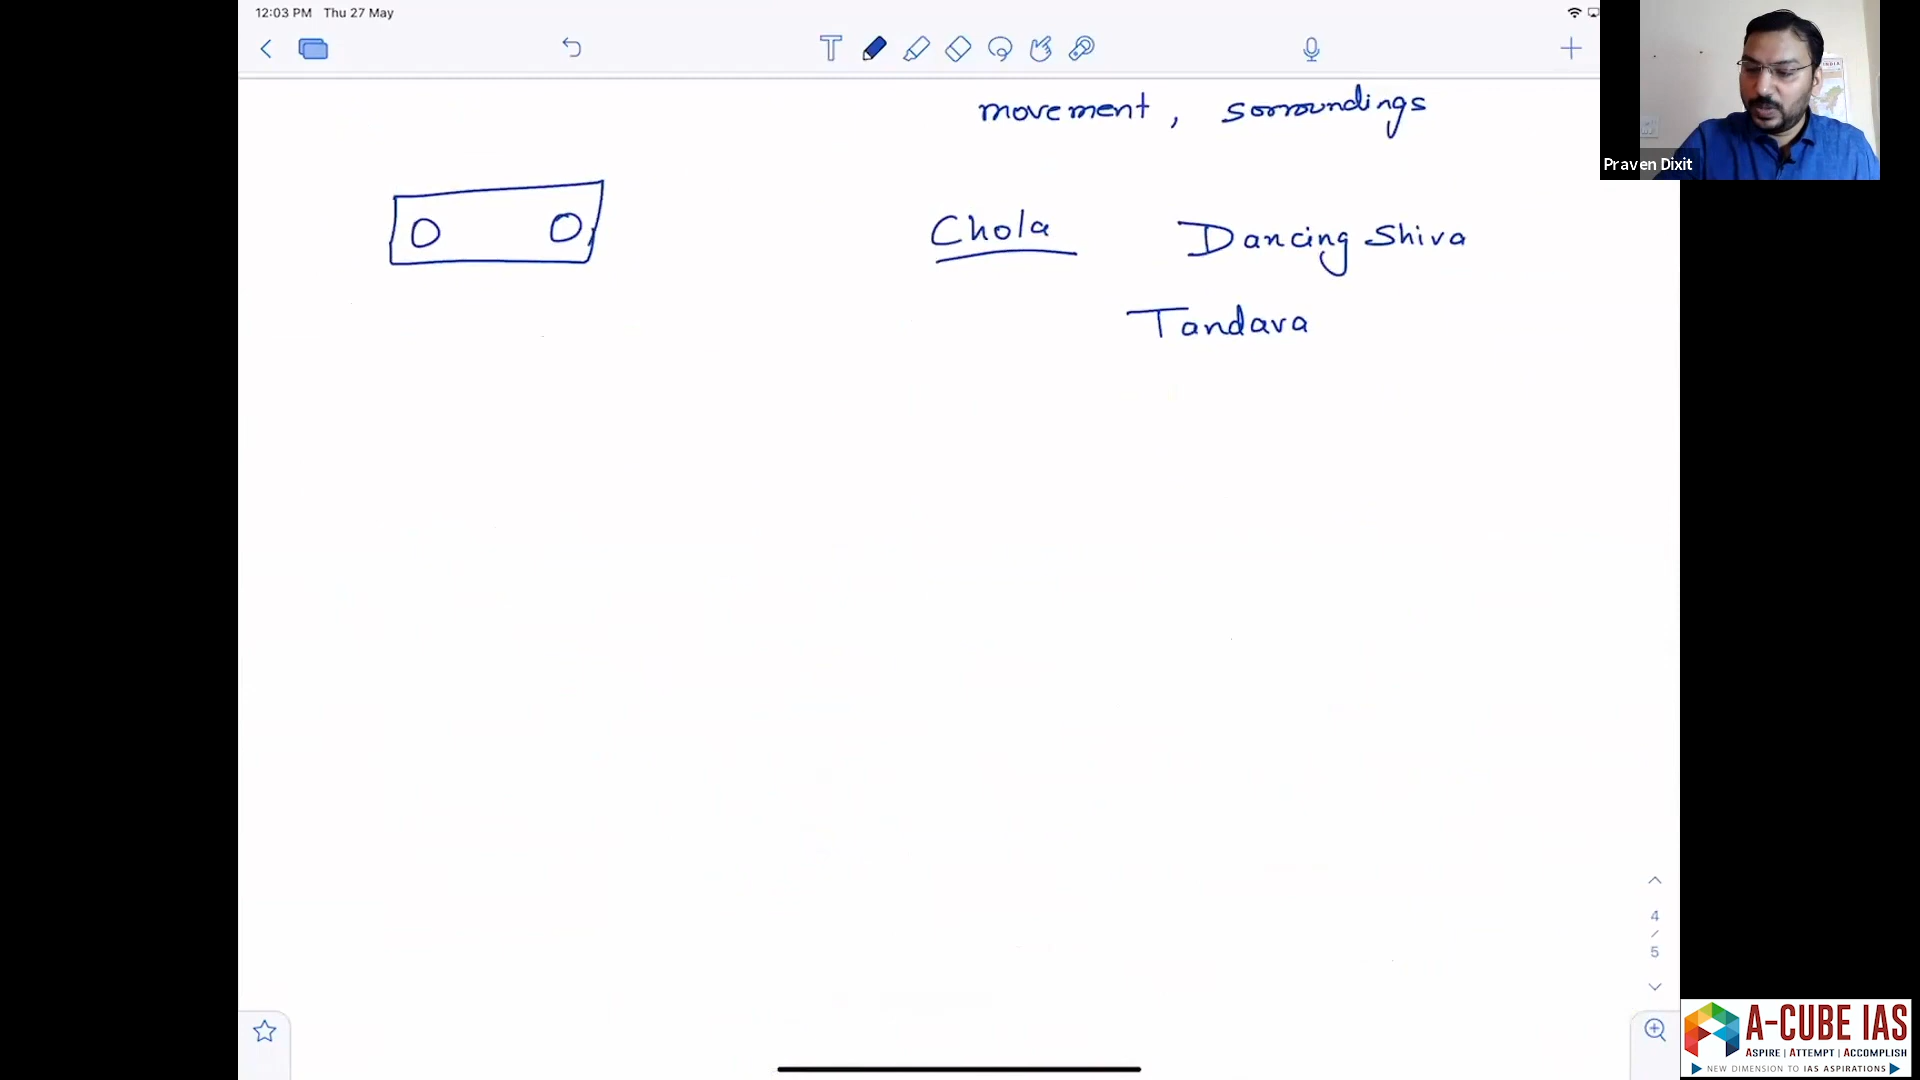 12:03 PM Thu 27 May
movement, sorroundings
Praven Dixit
Chola Dancing Shiva
Tandava
4
/
5
A-CUBE IAS
ASPIRE | ATTEMPT | ACCOMPLISH
NEW DIMENSION TO IAS ASPIRATIONS